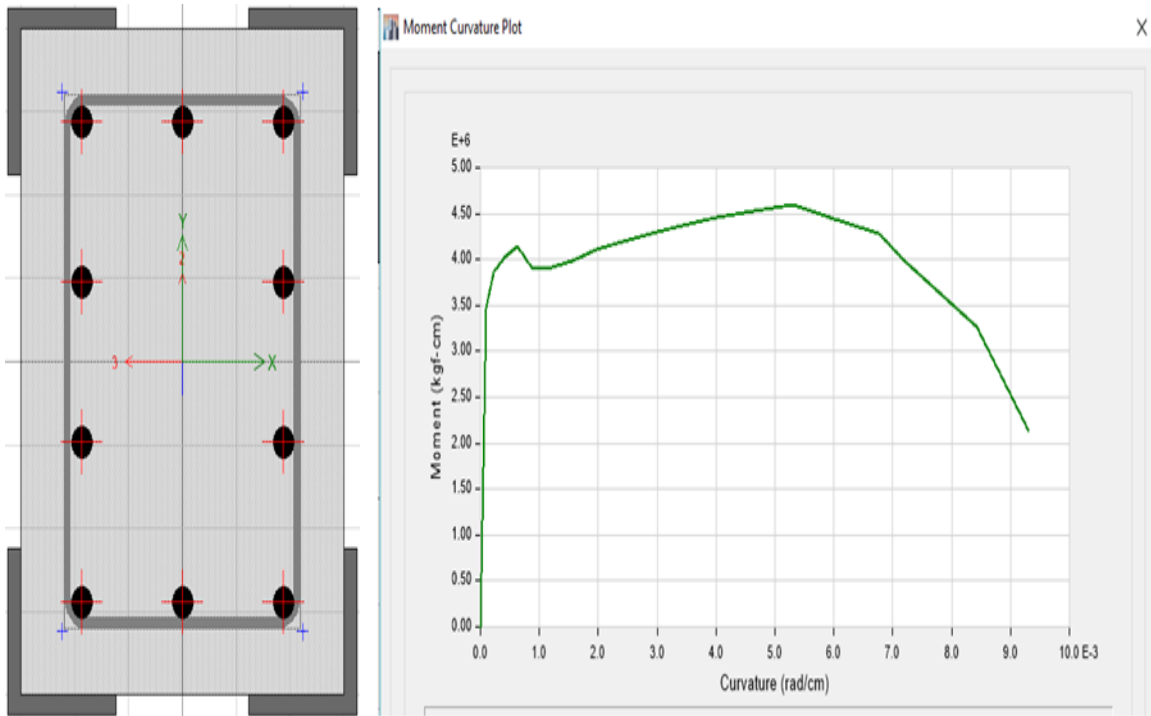 Y
2
3
X
Moment Curvature Plot
X
E+6
5.00
4.50
4.00
3.50
3.00
2.50
2.00
1.50
1.00
0.50
0.00
Moment (kgf-cm)
0.0 1.0 2.0 3.0 4.0 5.0 6.0 7.0 8.0 9.0 10.0 E-3
Curvature (rad/cm)